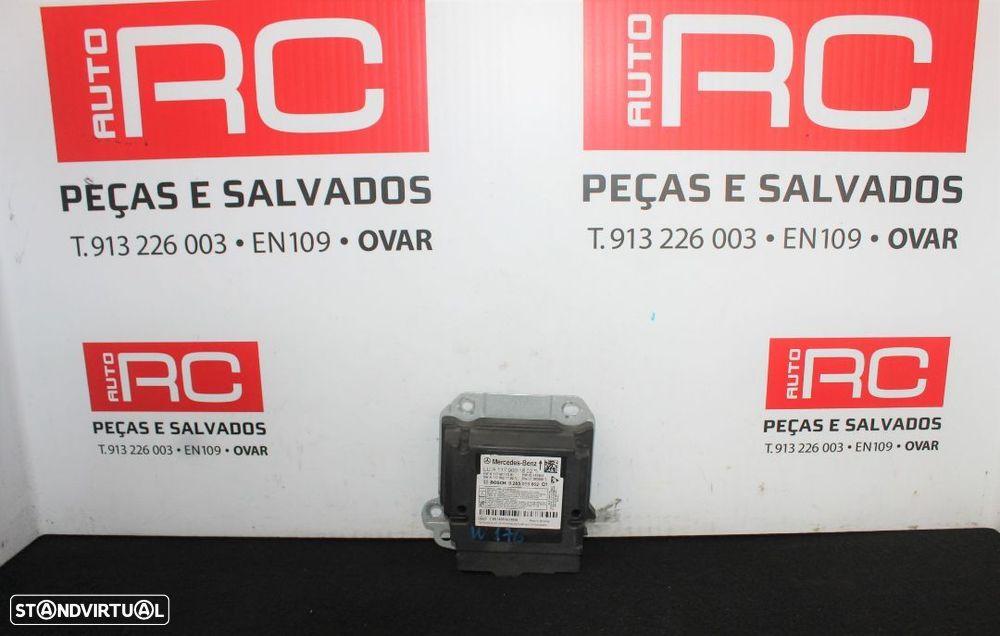 AUTO RC
PEÇAS E SALVADOS
T. 913 226 003 • EN109 • OVAR
AUTO RC
PEÇAS E SALVADOS
T. 913 226 003 • EN109 • OVAR
AUTO RC
PEÇAS E SALVADOS
T. 913 226 003 • EN109 • OVAR
AUTO RC
PEÇAS E SALVADOS
T. 913 226 003 • EN109 • OVAR
Mercedes-Benz
BOSCH
W 176
STANDVIRTUAL